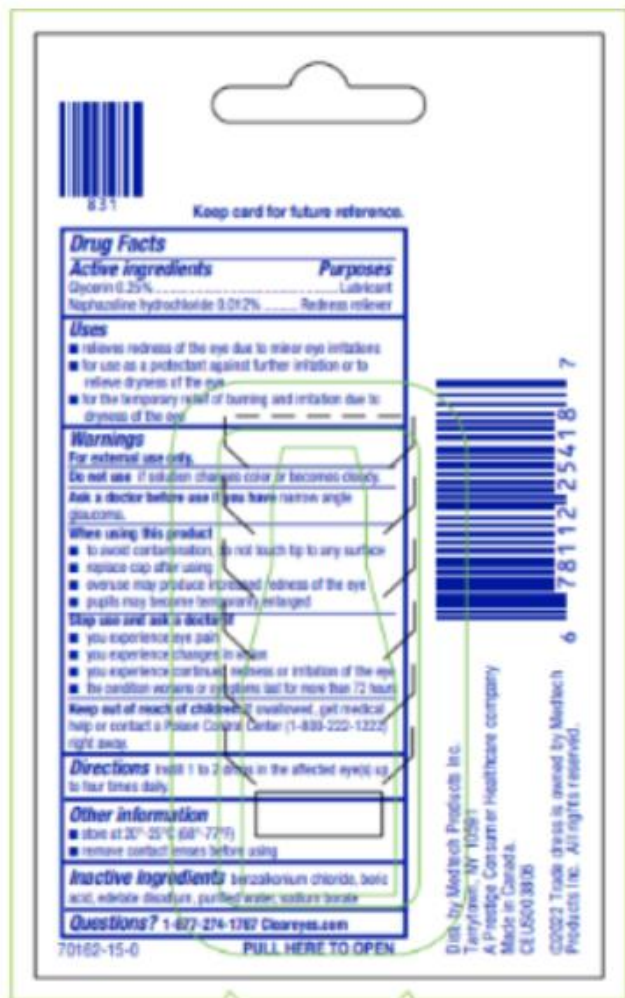 831
Keep card for future reference.
Drug Facts
Active ingredients Purposes
Glycerin 0.25% Lubricant
Naphazoline hydrochloride 0.012% Redness reliever
Uses
■ relieves redness of the eye due to minor eye irritations
■ for use as a protectant against further irritation or to
relieve dryness of the eye
■ for the temporary relief of burning and irritation due to
dryness of the eye
Warnings
For external use only.
Do not use if solution changes color or becomes cloudy.
Ask a doctor before use if you have narrow angle
glaucoma.
When using this product
■ to avoid contamination, do not touch tip to any surface
■ replace cap after using
■ overuse may produce increased redness of the eye
■ pupils may become temporarily enlarged
Stop use and ask a doctor if
■ you experience eye pain
■ you experience changes in vision
■ you experience continued redness or irritation of the eye
■ the condition worsens or symptoms last for more than 72 hours
Keep out of reach of children. If swallowed, get medical
help or contact a Poison Control Center (1-800-222-1222)
right away.
Directions Instill 1 to 2 drops in the affected eye(s) up
to four times daily.
Other information
■ store at 20°-25°C (68°-77°F)
■ remove contact lenses before using
Inactive ingredients benzalkonium chloride, boric
acid, edetate disodium, purified water, sodium borate
Questions? 1-877-274-1787 Cleareyes.com
70162-15-0 PULL HERE TO OPEN
6 78112 25418 7
Dist. by Medtech Products Inc.
Tarrytown, NY 10591
A Prestige Consumer Healthcare company
Made in Canada.
©2022 Trade dress is owned by Medtech
Products Inc. All rights reserved.